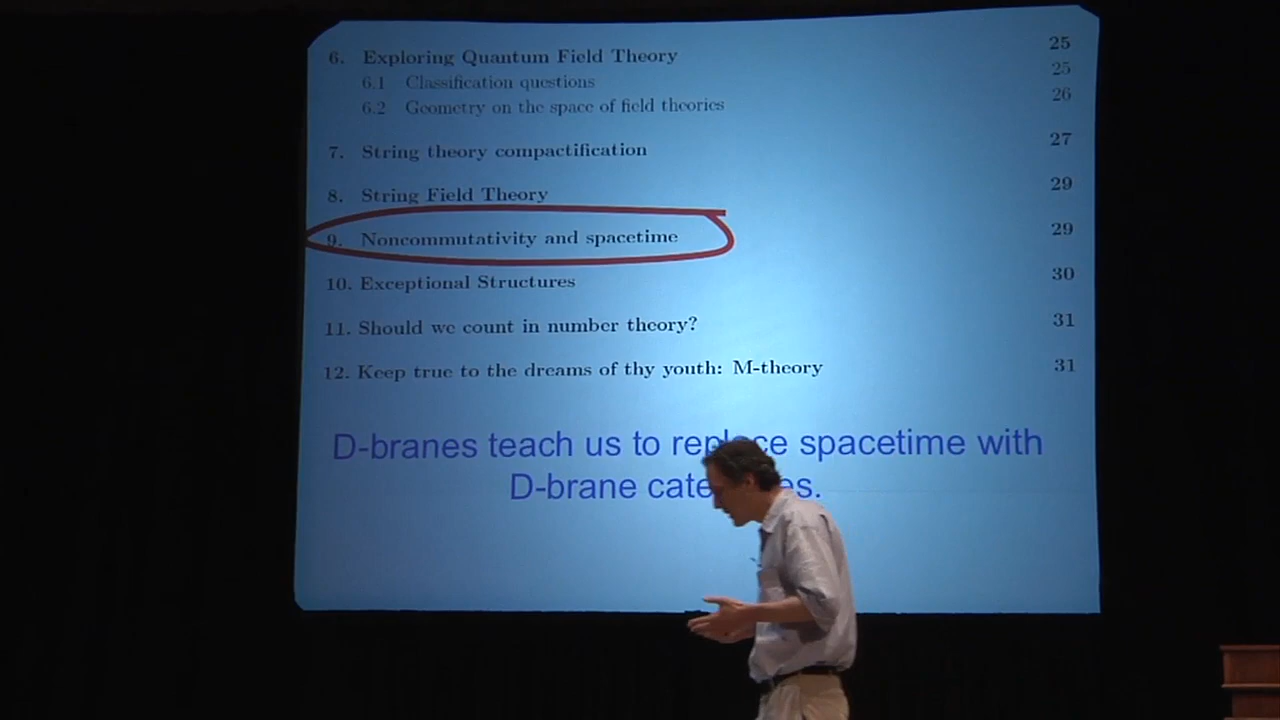 6. Exploring Quantum Field Theory 25
6.1 Classification questions 25
6.2 Geometry on the space of field theories 26
7. String theory compactification 27
8. String Field Theory 29
9. Noncommutativity and spacetime 29
10. Exceptional Structures 30
11. Should we count in number theory? 31
12. Keep true to the dreams of thy youth: M-theory 31
D-branes teach us to replace spacetime with
D-brane categories.